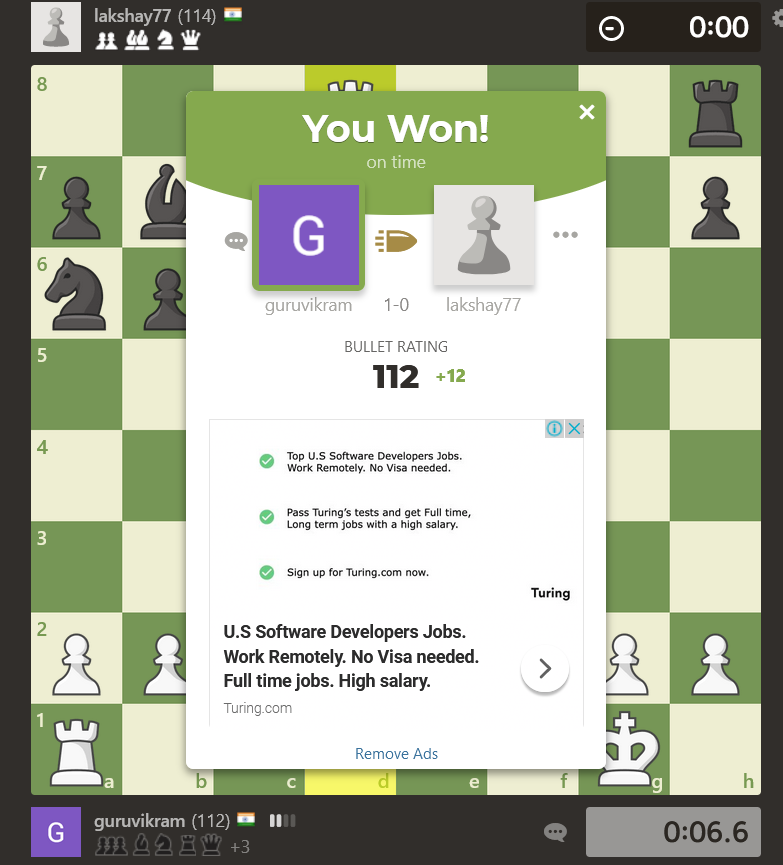 lakshay77 (114)
0:00
8
You Won!
on time
7
G
6
guruvikram 1-0 lakshay77
BULLET RATING
5
112 +12
4
Top U.S Software Developers Jobs.
Work Remotely. No Visa needed.
Pass Turing's tests and get Full time,
Long term jobs with a high salary.
3
Sign up for Turing.com now.
Turing
2
U.S Software Developers Jobs.
Work Remotely. No Visa needed.
Full time jobs. High salary.
Turing.com
1
Remove Ads
a b c d e f g h
G
guruvikram (112)
+3
0:06.6